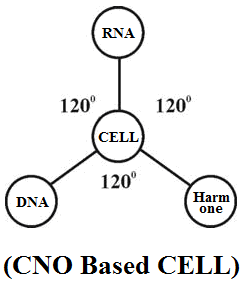 RNA
120⁰ 120⁰
CELL
120⁰
DNA
Harm
one
(CNO Based CELL)